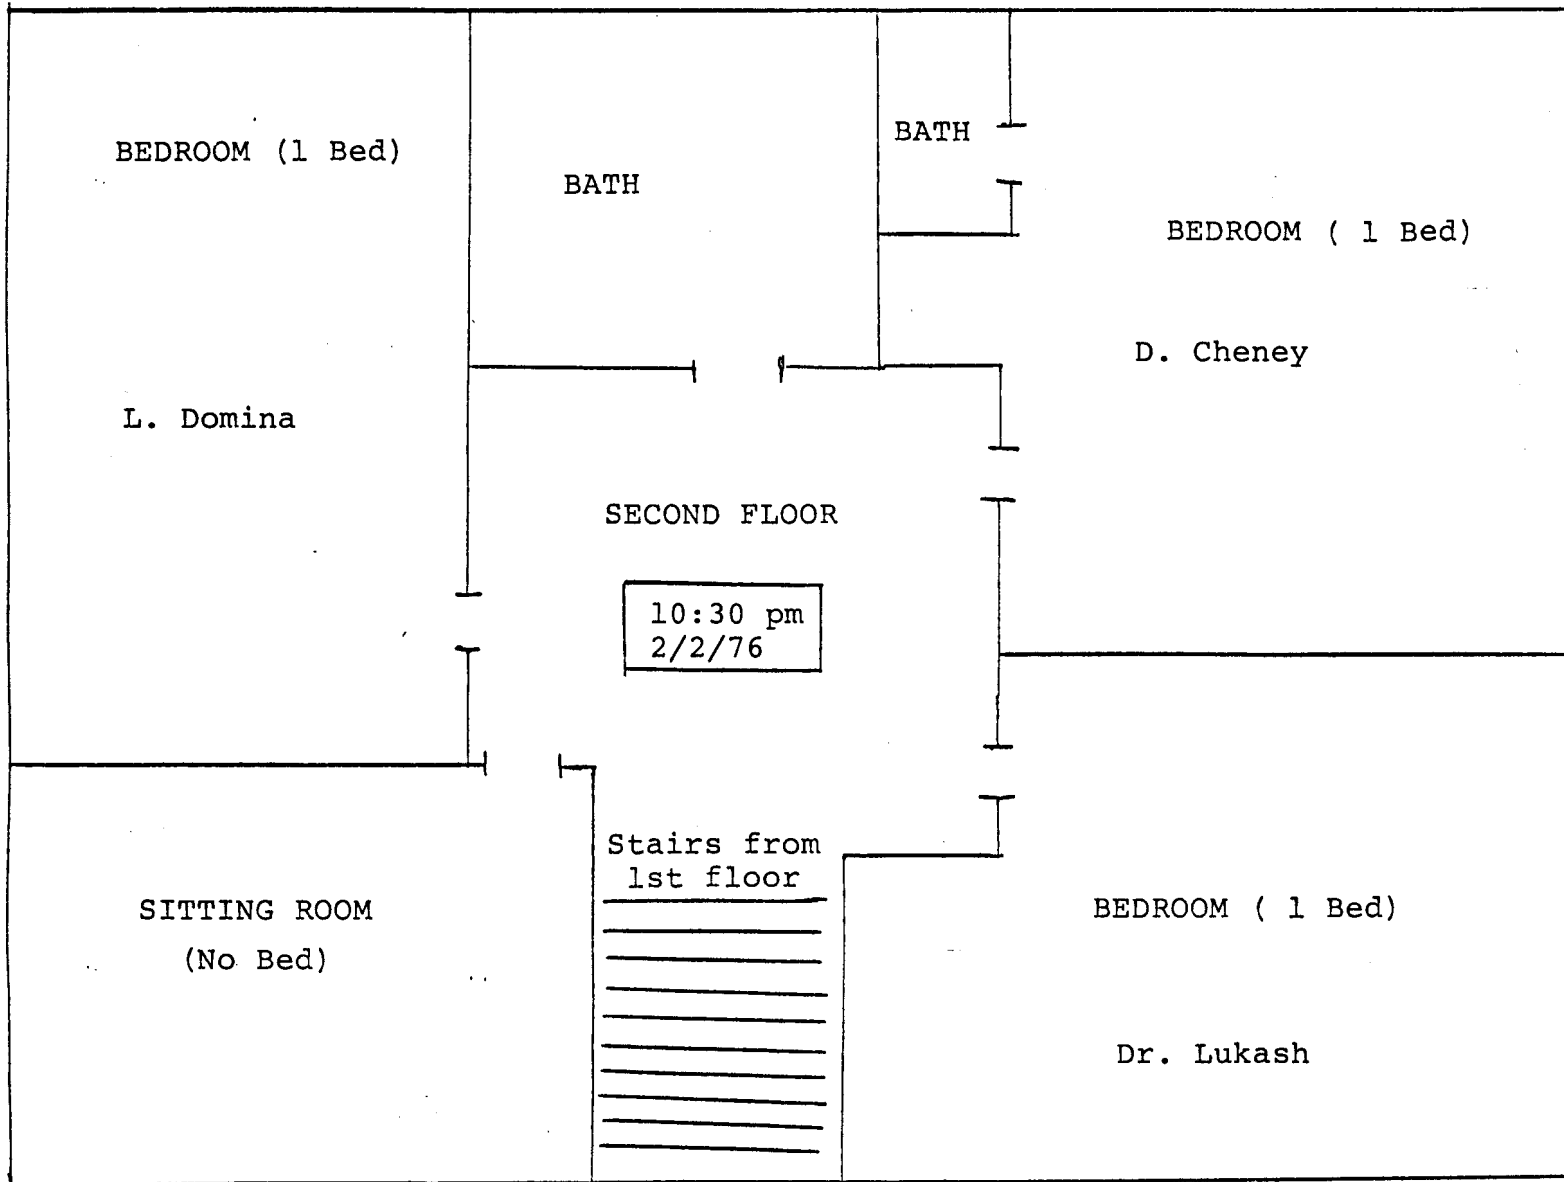 BEDROOM (1 Bed)
L. Domina
BATH
BATH
BEDROOM ( 1 Bed)
D. Cheney
SECOND FLOOR
10:30 pm
2/2/76
SITTING ROOM
(No Bed)
Stairs from
1st floor
BEDROOM ( 1 Bed)
Dr. Lukash